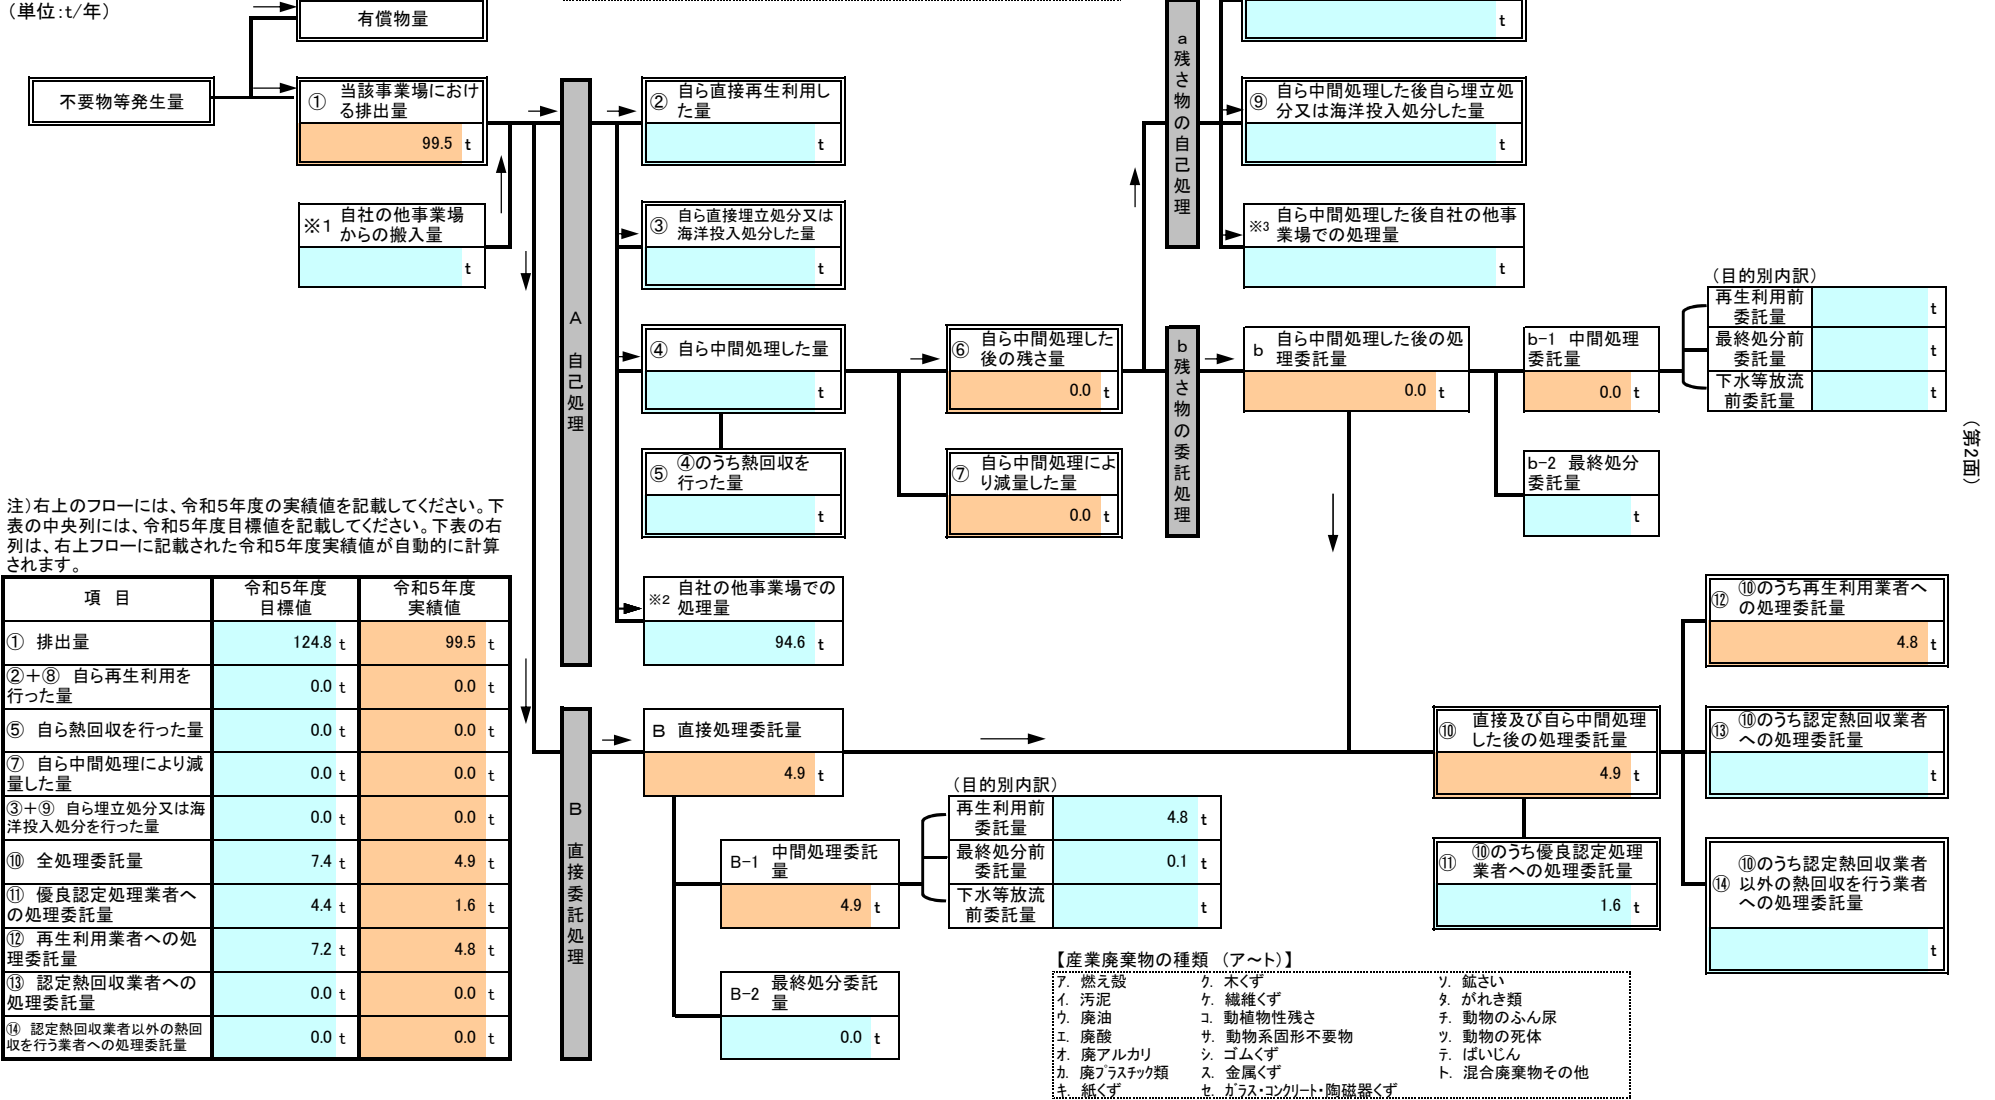 （単位:t/年）
有償物量
不要物等発生量
① 当該事業場におけ
る排出量
99.5 t
※1 自社の他事業場
からの搬入量
t
A 自己処理
② 自ら直接再生利用し
た量
t
③ 自ら直接埋立処分又は
海洋投入処分した量
t
④ 自ら中間処理した量
t
⑤ ④のうち熱回収を
行った量
t
※2 自社の他事業場での
処理量
94.6 t
⑥ 自ら中間処理した
後の残さ量
0.0 t
⑦ 自ら中間処理によ
り減量した量
0.0 t
a 残さ物の自己処理
t
⑨ 自ら中間処理した後自ら埋立処
分又は海洋投入処分した量
t
※3 自ら中間処理した後自社の他事
業場での処理量
t
b 残さ物の委託処理
b 自ら中間処理した後の処
理委託量
0.0 t
b-1 中間処理
委託量
0.0 t
b-2 最終処分
委託量
t
（目的別内訳）
再生利用前
委託量
t
最終処分前
委託量
t
下水等放流
前委託量
t
（第2面）
注）右上のフローには、令和5年度の実績値を記載してください。下
表の中央列には、令和5年度目標値を記載してください。下表の右
列は、右上フローに記載された令和5年度実績値が自動的に計算
されます。
項 目 令和5年度 目標値 令和5年度 実績値
① 排出量 124.8 t 99.5 t
②＋⑧ 自ら再生利用を
行った量 0.0 t 0.0 t
⑤ 自ら熱回収を行った量 0.0 t 0.0 t
⑦ 自ら中間処理により減
量した量 0.0 t 0.0 t
③＋⑨ 自ら埋立処分又は海
洋投入処分を行った量 0.0 t 0.0 t
⑩ 全処理委託量 7.4 t 4.9 t
⑪ 優良認定処理業者へ
の処理委託量 4.4 t 1.6 t
⑫ 再生利用業者への処
理委託量 7.2 t 4.8 t
⑬ 認定熱回収業者への
処理委託量 0.0 t 0.0 t
⑭ 認定熱回収業者以外の熱回
収を行う業者への処理委託量 0.0 t 0.0 t
B 直接委託処理
B 直接処理委託量
4.9 t
B-1 中間処理委託
量
4.9 t
B-2 最終処分委託
量
0.0 t
（目的別内訳）
再生利用前
委託量
4.8 t
最終処分前
委託量
0.1 t
下水等放流
前委託量
t
⑩ 直接及び自ら中間処理
した後の処理委託量
4.9 t
⑪ ⑩のうち優良認定処理
業者への処理委託量
1.6 t
⑫ ⑩のうち再生利用業者へ
の処理委託量
4.8 t
⑬ ⑩のうち認定熱回収業者
への処理委託量
t
⑭ ⑩のうち認定熱回収業者
以外の熱回収を行う業者
への処理委託量
t
【産業廃棄物の種類 （ア～ト）】
ア. 燃え殻 ク. 木くず ソ. 鉱さい
イ. 汚泥 ケ. 繊維くず タ. がれき類
ウ. 廃油 コ. 動植物性残さ チ. 動物のふん尿
エ. 廃酸 サ. 動物系固形不要物 ツ. 動物の死体
オ. 廃アルカリ シ. ゴムくず テ. ばいじん
カ. 廃プラスチック類 ス. 金属くず ト. 混合廃棄物その他
キ. 紙くず セ. ガラス・コンクリート・陶磁器くず